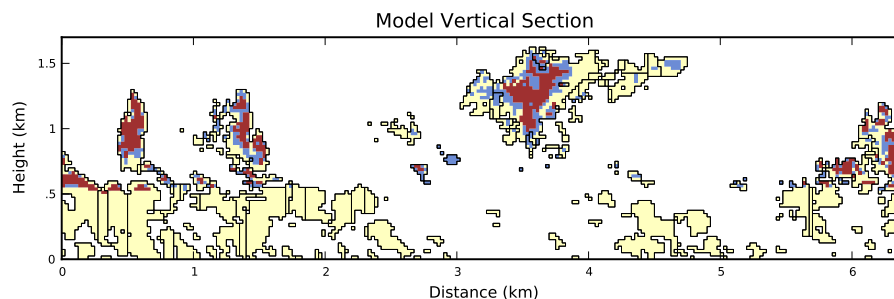 Model Vertical Section
1.5
1
.5
0
Height (km)
0 1 2 3 4 5 6
Distance (km)